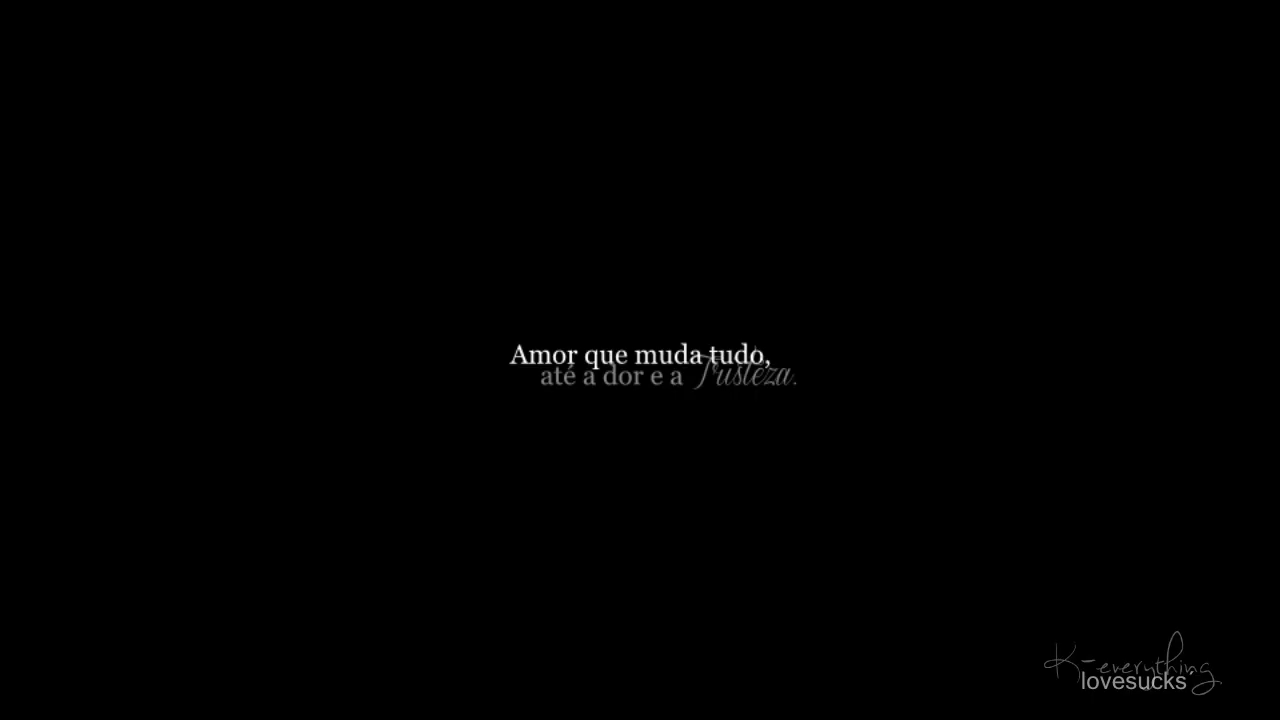 Amor que muda tudo,
até a dor e a Tristeza.
K-everything
lovesucks